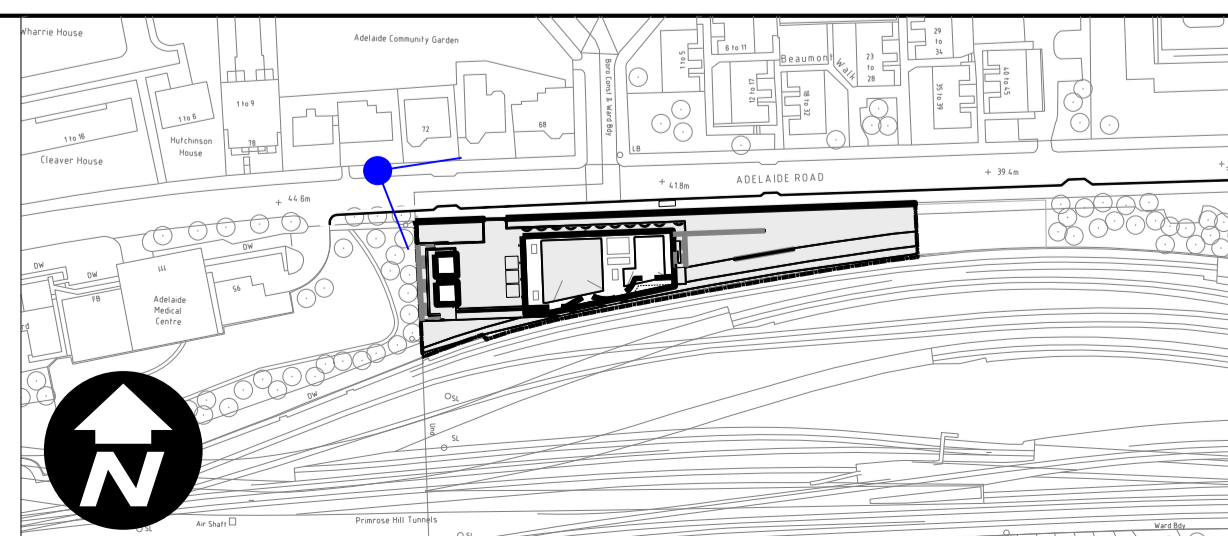 Wharrie House
Adelaide Community Garden
1 to 5
6 to 11
Beaumont Walk
23
to
28
29
to
34
40 to 45
35 to 39
12 to 17
18 to 32
Boro Const & Ward Bdy
1 to 9
1 to 6
1 to 16
Hutchinson
House
78
72
68
Cleaver House
LB
ADELAIDE ROAD
39.4m
41.8m
44.6m
DW
DW
DW
FB
111
Adelaide
Medical
Centre
DW
SL
Und
SL
N
SL
Air Shaft
Primrose Hill Tunnels
SL
Ward Bdy